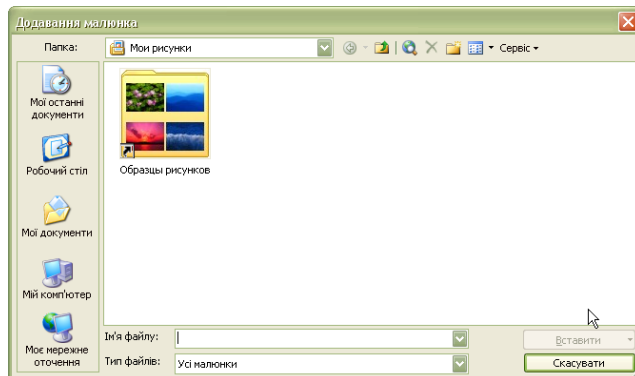 Додавання малюнка
Папка:
Мои рисунки
Сервіс
Мої останні
документи
Робочий стіл
Мої документи
Мій комп'ютер
Моє мережне
оточення
Образцы рисунков
Ім'я файлу:
Вставити
Тип файлів:
Усі малюнки
Скасувати